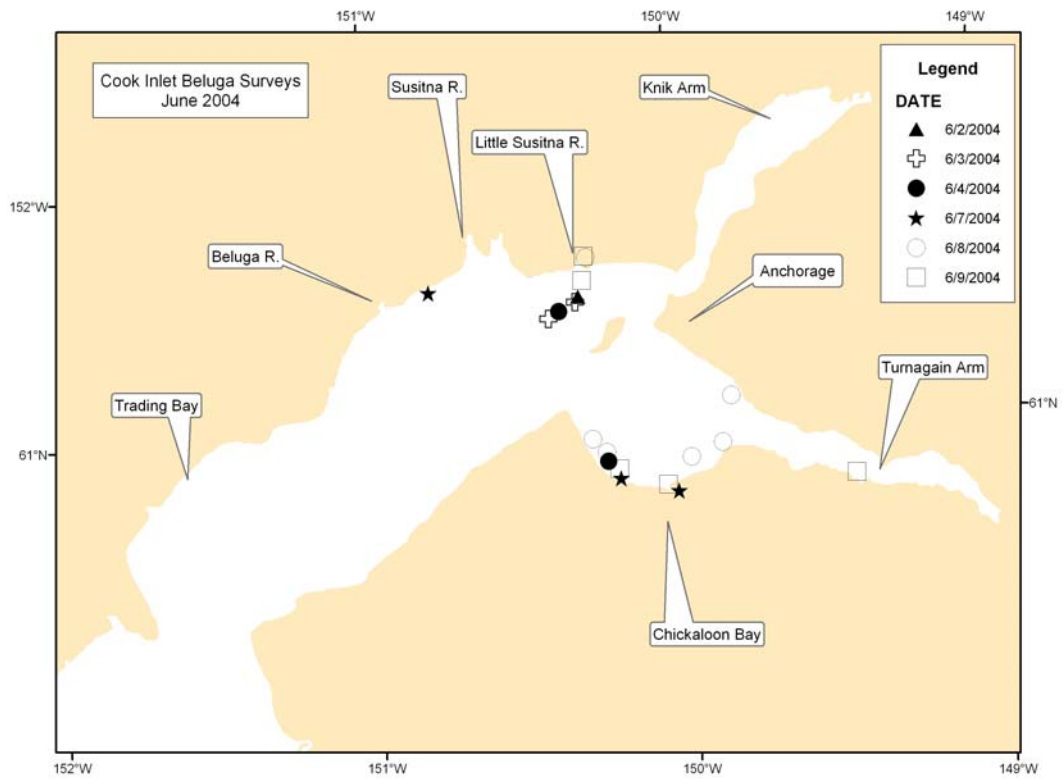 151°W
150°W
149°W
Cook Inlet Beluga Surveys
June 2004
Susitna R.
Knik Arm
Legend
DATE
6/2/2004
6/3/2004
6/4/2004
6/7/2004
6/8/2004
6/9/2004
Little Susitna R.
152°W
Beluga R.
Anchorage
Turnagain Arm
Trading Bay
61°N
61°N
Chickaloon Bay
152°W
151°W
150°W
149°W